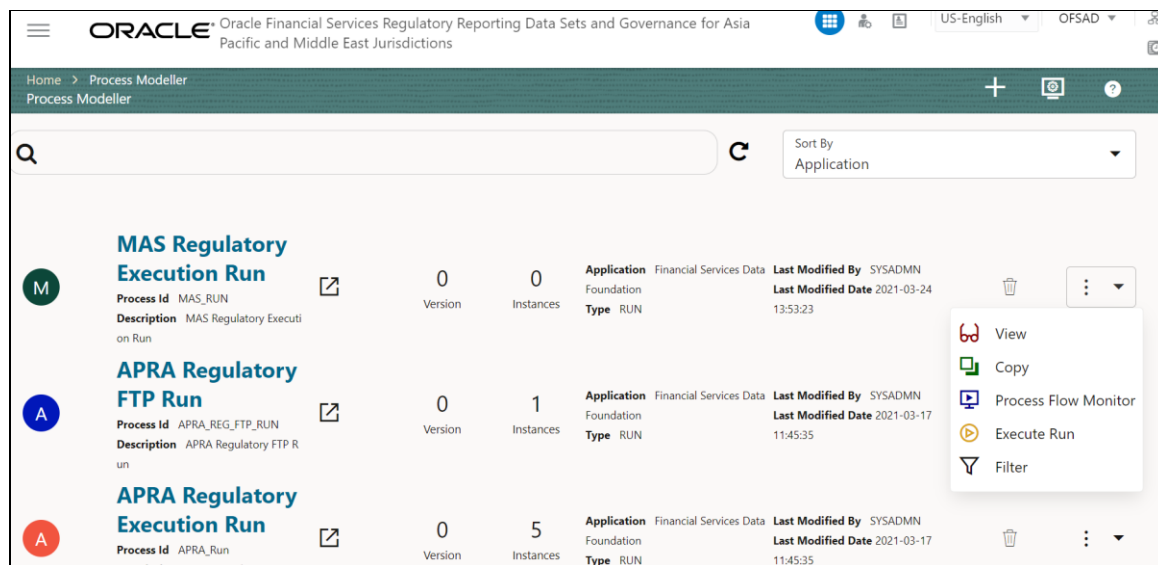 ORACLE® Oracle Financial Services Regulatory Reporting Data Sets and Governance for Asia
Pacific and Middle East Jurisdictions
US-English
OFSAD
Home > Process Modeller
Process Modeller
Sort By
Application
M
MAS Regulatory
Execution Run
Process Id MAS_RUN
Description MAS Regulatory Executi
on Run
0
Version
0
Instances
Application Financial Services Data
Foundation
Type RUN
Last Modified By SYSADMN
Last Modified Date 2021-03-24
13:53:23
View
Copy
Process Flow Monitor
Execute Run
Filter
A
APRA Regulatory
FTP Run
Process Id APRA_REG_FTP_RUN
Description APRA Regulatory FTP R
un
0
Version
1
Instances
Application Financial Services Data
Foundation
Type RUN
Last Modified By SYSADMN
Last Modified Date 2021-03-17
11:45:35
A
APRA Regulatory
Execution Run
Process Id APRA_Run
0
Version
5
Instances
Application Financial Services Data
Foundation
Type RUN
Last Modified By SYSADMN
Last Modified Date 2021-03-17
11:45:35